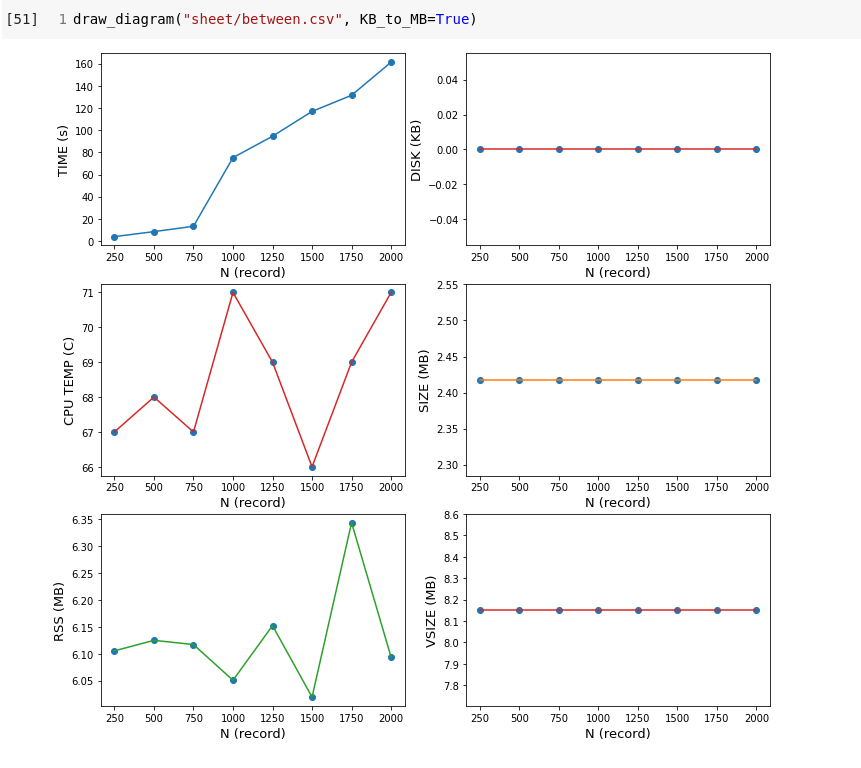 [51] 1 draw_diagram("sheet/between.csv", KB_to_MB=True)
160
140
120
100
80
60
40
20
0
TIME (s)
250 500 750 1000 1250 1500 1750 2000
N (record)
0.04
0.02
0.00
−0.02
−0.04
DISK (KB)
250 500 750 1000 1250 1500 1750 2000
N (record)
71
70
69
68
67
66
CPU TEMP (C)
250 500 750 1000 1250 1500 1750 2000
N (record)
2.55
2.50
2.45
2.40
2.35
2.30
SIZE (MB)
250 500 750 1000 1250 1500 1750 2000
N (record)
6.35
6.30
6.25
6.20
6.15
6.10
6.05
RSS (MB)
250 500 750 1000 1250 1500 1750 2000
N (record)
8.6
8.5
8.4
8.3
8.2
8.1
8.0
7.9
7.8
VSIZE (MB)
250 500 750 1000 1250 1500 1750 2000
N (record)